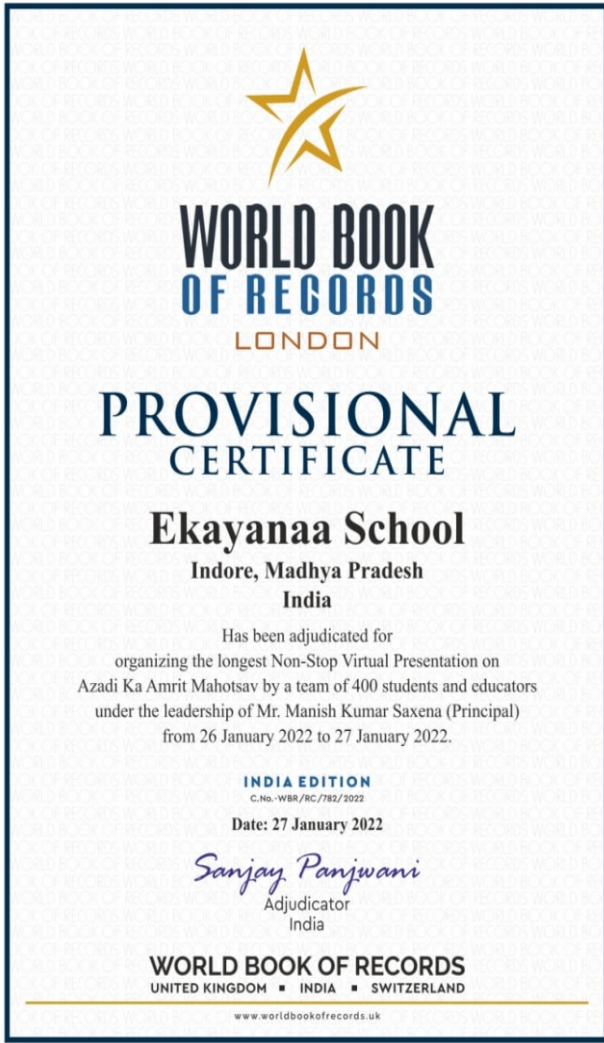 WORLD BOOK
OF RECORDS
LONDON
PROVISIONAL
CERTIFICATE
Ekayanaa School
Indore, Madhya Pradesh
India
Has been adjudicated for
organizing the longest Non-Stop Virtual Presentation on
Azadi Ka Amrit Mahotsav by a team of 400 students and educators
under the leadership of Mr. Manish Kumar Saxena (Principal)
from 26 January 2022 to 27 January 2022.
INDIA EDITION
C.No.-WBR/RC/782/2022
Date: 27 January 2022
Sanjay Panjwani
Adjudicator
India
WORLD BOOK OF RECORDS
UNITED KINGDOM ▪ INDIA ▪ SWITZERLAND
www.worldbookofrecords.uk